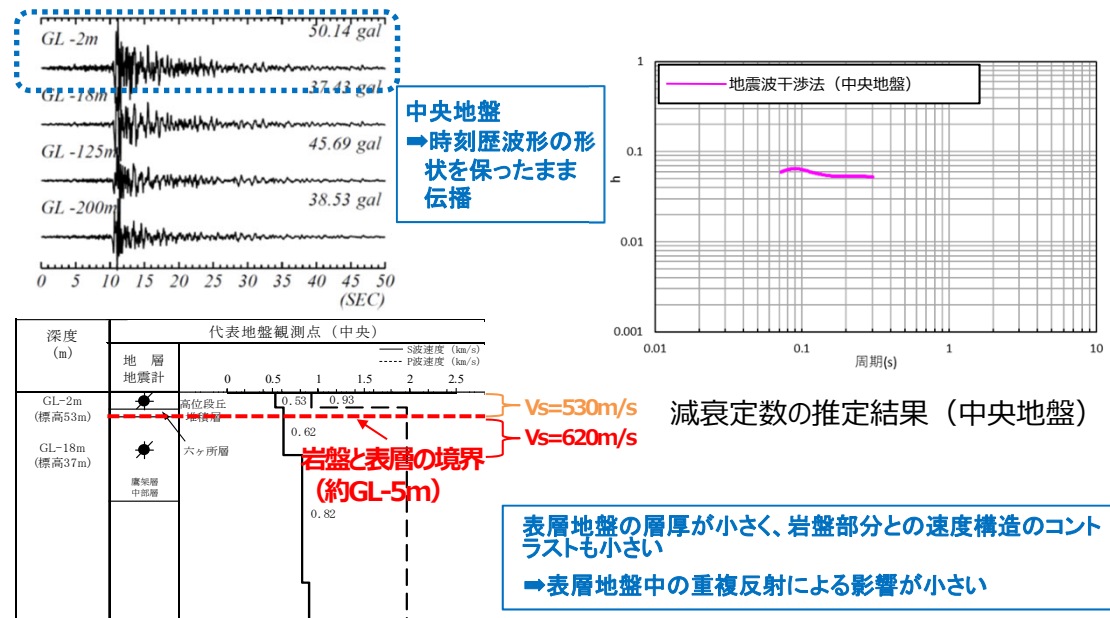 GL -2m
50.14 gal
GL -18m
37.43 gal
GL -125m
45.69 gal
GL -200m
38.53 gal
0 5 10 15 20 25 30 35 40 45 50
(SEC)
中央地盤
➡時刻歴波形の形
状を保ったまま
伝播
1
0.1
0.01
0.001
h
地震波干渉法（中央地盤）
0.01 0.1 1 10
周期(s)
減衰定数の推定結果（中央地盤）
深度
(m)
地 層
地震計
代表地盤観測点（中央）
S波速度 (km/s)
P波速度 (km/s)
0 0.5 1 1.5 2 2.5
GL-2m
(標高53m)
高位段丘
堆積層
0.53 0.93
Vs=530m/s
GL-18m
(標高37m)
六ヶ所層
0.62
Vs=620m/s
岩盤と表層の境界
（約GL-5m）
鷹架層
中部層
0.82
表層地盤の層厚が小さく、岩盤部分との速度構造のコント
ラストも小さい
➡表層地盤中の重複反射による影響が小さい